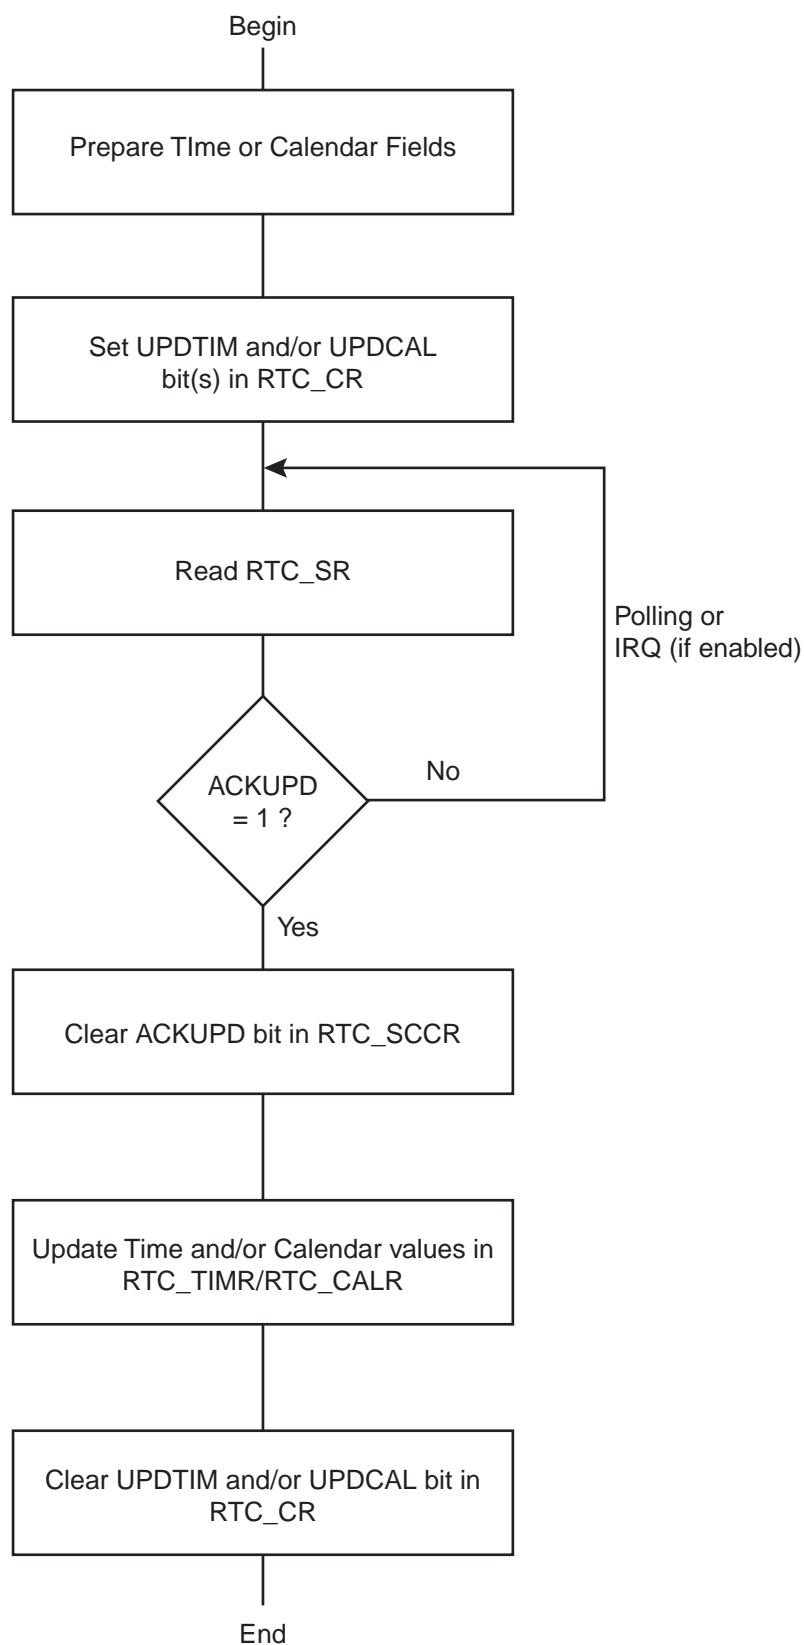 Begin
Prepare TIme or Calendar Fields
Set UPDTIM and/or UPDCAL
bit(s) in RTC_CR
Read RTC_SR
Polling or
IRQ (if enabled)
ACKUPD
= 1 ?
No
Yes
Clear ACKUPD bit in RTC_SCCR
Update Time and/or Calendar values in
RTC_TIMR/RTC_CALR
Clear UPDTIM and/or UPDCAL bit in
RTC_CR
End